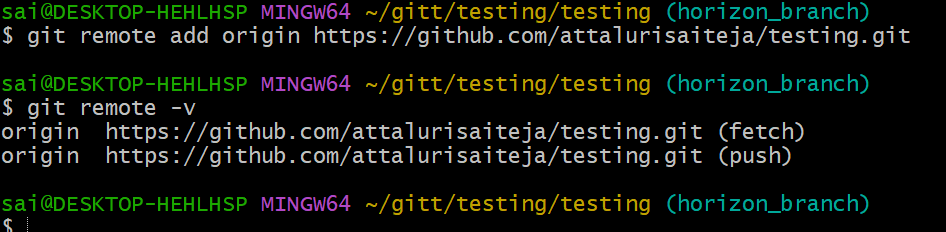 sai@DESKTOP-HEHLHSP MINGW64 ~/gitt/testing/testing (horizon_branch)
$ git remote add origin https://github.com/attalurisaiteja/testing.git
sai@DESKTOP-HEHLHSP MINGW64 ~/gitt/testing/testing (horizon_branch)
$ git remote -v
origin  https://github.com/attalurisaiteja/testing.git (fetch)
origin  https://github.com/attalurisaiteja/testing.git (push)
sai@DESKTOP-HEHLHSP MINGW64 ~/gitt/testing/testing (horizon_branch)
$